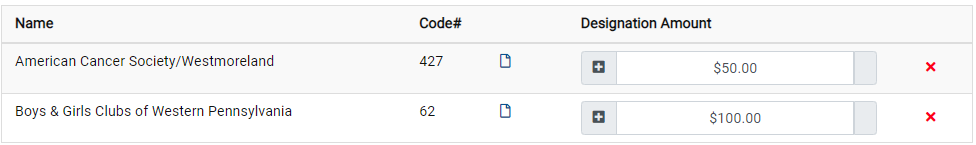 Name Code# Designation Amount
American Cancer Society/Westmoreland 427 $50.00
Boys & Girls Clubs of Western Pennsylvania 62 $100.00